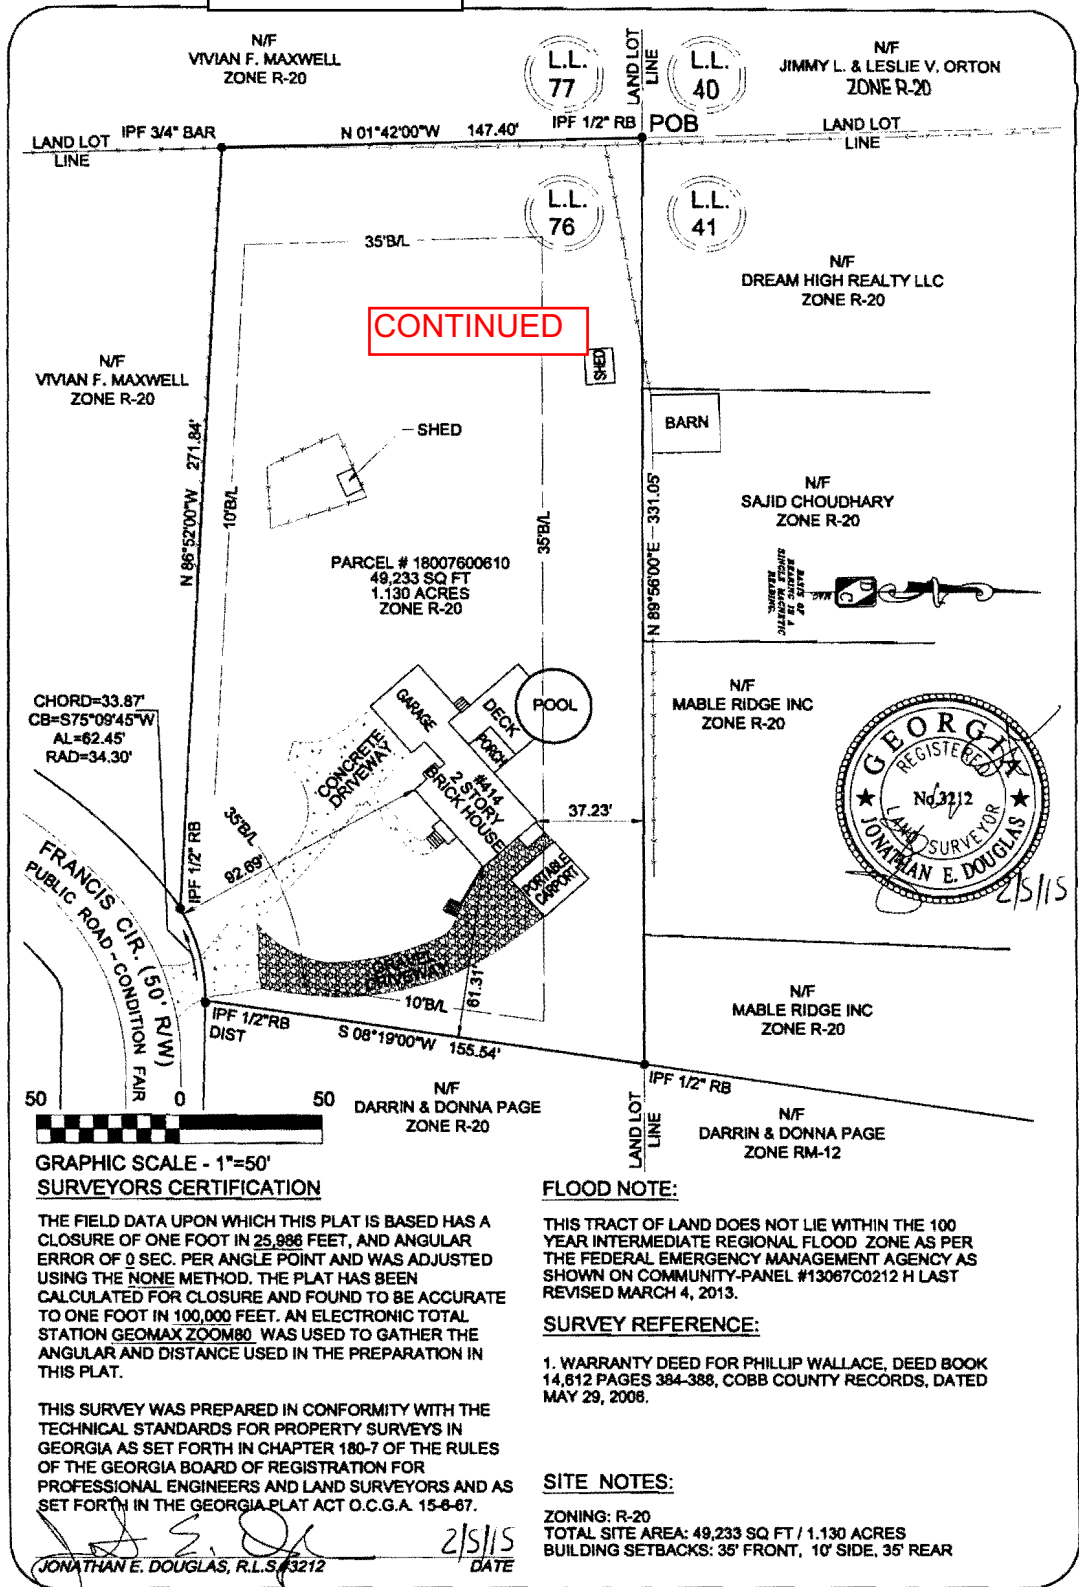 N/F
VIVIAN F. MAXWELL
ZONE R-20
L.L.
77
LAND LOT
LINE
L.L.
40
N/F
JIMMY L. & LESLIE V. ORTON
ZONE R-20
LAND LOT
LINE
IPF 3/4" BAR
N 01°42'00"W 147.40'
IPF 1/2" RB
POB
LAND LOT
LINE
L.L.
76
L.L.
41
35'B/L
N/F
DREAM HIGH REALTY LLC
ZONE R-20
CONTINUED
N/F
VIVIAN F. MAXWELL
ZONE R-20
SHED
SHED
BARN
N 86°52'00"W 271.84'
10'B/L
35'B/L
N 89°56'00"E 331.05'
N/F
SAJID CHOUDHARY
ZONE R-20
PARCEL # 18007600610
49,233 SQ FT
1.130 ACRES
ZONE R-20
BASIS OF
BEARING IS A
SINGLE MAGNETIC
BEARING.
MAG
D
C
CHORD=33.87'
CB=S75°09'45"W
AL=62.45'
RAD=34.30'
GARAGE
DECK
PORCH
POOL
N/F
MABLE RIDGE INC
ZONE R-20
CONCRETE
DRIVEWAY
#414
2 STORY
BRICK HOUSE
37.23'
GEORGIA
REGISTERED
No.3212
LAND SURVEYOR
JONATHAN E. DOUGLAS
2/5/15
35'B/L
92.69'
IPF 1/2" RB
PORTABLE
CARPORT
FRANCIS CIR. (50' R/W)
PUBLIC ROAD~CONDITION FAIR
GRAVEL
DRIVEWAY
61.31'
10'B/L
IPF 1/2"RB
DIST
S 08°19'00"W 155.54'
N/F
MABLE RIDGE INC
ZONE R-20
IPF 1/2" RB
50 0 50
N/F
DARRIN & DONNA PAGE
ZONE R-20
LAND LOT
LINE
N/F
DARRIN & DONNA PAGE
ZONE RM-12
GRAPHIC SCALE - 1"=50'
SURVEYORS CERTIFICATION
THE FIELD DATA UPON WHICH THIS PLAT IS BASED HAS A
CLOSURE OF ONE FOOT IN 25,986 FEET, AND ANGULAR
ERROR OF 0 SEC. PER ANGLE POINT AND WAS ADJUSTED
USING THE NONE METHOD. THE PLAT HAS BEEN
CALCULATED FOR CLOSURE AND FOUND TO BE ACCURATE
TO ONE FOOT IN 100,000 FEET. AN ELECTRONIC TOTAL
STATION GEOMAX ZOOM80 WAS USED TO GATHER THE
ANGULAR AND DISTANCE USED IN THE PREPARATION IN
THIS PLAT.
THIS SURVEY WAS PREPARED IN CONFORMITY WITH THE
TECHNICAL STANDARDS FOR PROPERTY SURVEYS IN
GEORGIA AS SET FORTH IN CHAPTER 180-7 OF THE RULES
OF THE GEORGIA BOARD OF REGISTRATION FOR
PROFESSIONAL ENGINEERS AND LAND SURVEYORS AND AS
SET FORTH IN THE GEORGIA PLAT ACT O.C.G.A. 15-6-67.
2/5/15
JONATHAN E. DOUGLAS, R.L.S.#3212 DATE
FLOOD NOTE:
THIS TRACT OF LAND DOES NOT LIE WITHIN THE 100
YEAR INTERMEDIATE REGIONAL FLOOD ZONE AS PER
THE FEDERAL EMERGENCY MANAGEMENT AGENCY AS
SHOWN ON COMMUNITY-PANEL #13067C0212 H LAST
REVISED MARCH 4, 2013.
SURVEY REFERENCE:
1. WARRANTY DEED FOR PHILLIP WALLACE, DEED BOOK
14,612 PAGES 384-388, COBB COUNTY RECORDS, DATED
MAY 29, 2008.
SITE NOTES:
ZONING: R-20
TOTAL SITE AREA: 49,233 SQ FT / 1.130 ACRES
BUILDING SETBACKS: 35' FRONT, 10' SIDE, 35' REAR